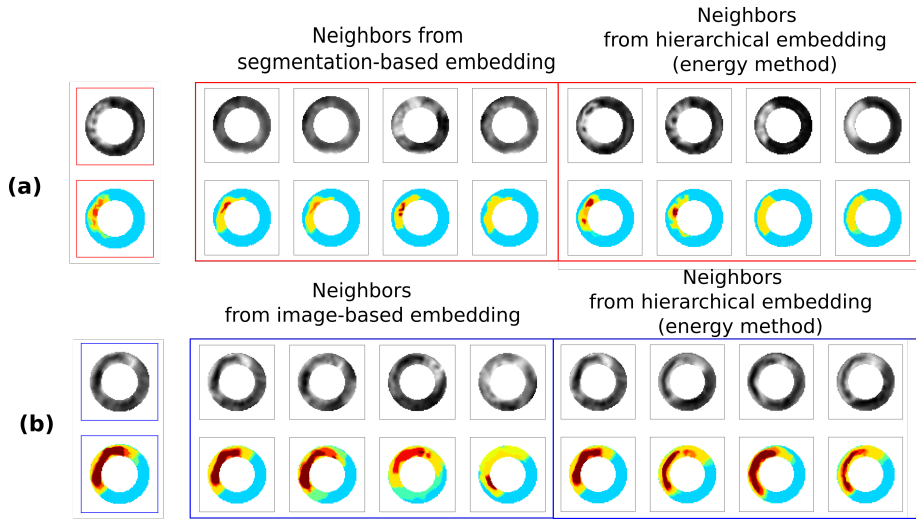 Neighbors from
segmentation-based embedding
Neighbors
from hierarchical embedding
(energy method)
(a)
Neighbors
from image-based embedding
Neighbors
from hierarchical embedding
(energy method)
(b)